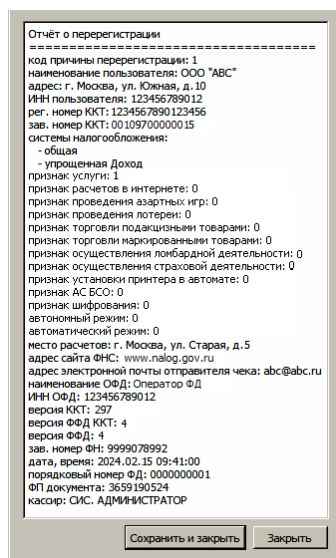 Отчёт о перерегистрации
=====================================
код причины перерегистрации: 1
наименование пользователя: ООО "АВС"
адрес: г. Москва, ул. Южная, д.10
ИНН пользователя: 123456789012
рег. номер ККТ: 1234567890123456
зав. номер ККТ: 00109700000015
системы налогообложения:
- общая
- упрощенная Доход
признак услуги: 1
признак расчетов в интернете: 0
признак проведения азартных игр: 0
признак проведения лотереи: 0
признак торговли подакцизными товарами: 0
признак торговли маркированными товарами: 0
признак осуществления ломбардной деятельности: 0
признак осуществления страховой деятельности: 0
признак установки принтера в автомате: 0
признак АС БСО: 0
признак шифрования: 0
автономный режим: 0
автоматический режим: 0
место расчетов: г. Москва, ул. Старая, д.5
адрес сайта ФНС: www.nalog.gov.ru
адрес электронной почты отправителя чека: abc@abc.ru
наименование ОФД: Оператор ФД
ИНН ОФД: 123456789012
версия ККТ: 297
версия ФФД ККТ: 4
версия ФФД: 4
зав. номер ФН: 9999078992
дата, время: 2024.02.15 09:41:00
порядковый номер ФД: 0000000001
ФП документа: 3659190524
кассир: СИС. АДМИНИСТРАТОР
Сохранить и закрыть Закрыть